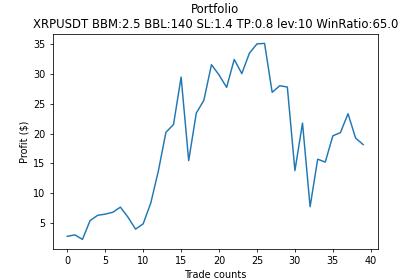 Portfolio
XRPUSDT BBM:2.5 BBL:140 SL:1.4 TP:0.8 lev:10 WinRatio:65.0
35
30
25
20
15
10
5
Profit ($)
0 5 10 15 20 25 30 35 40
Trade counts